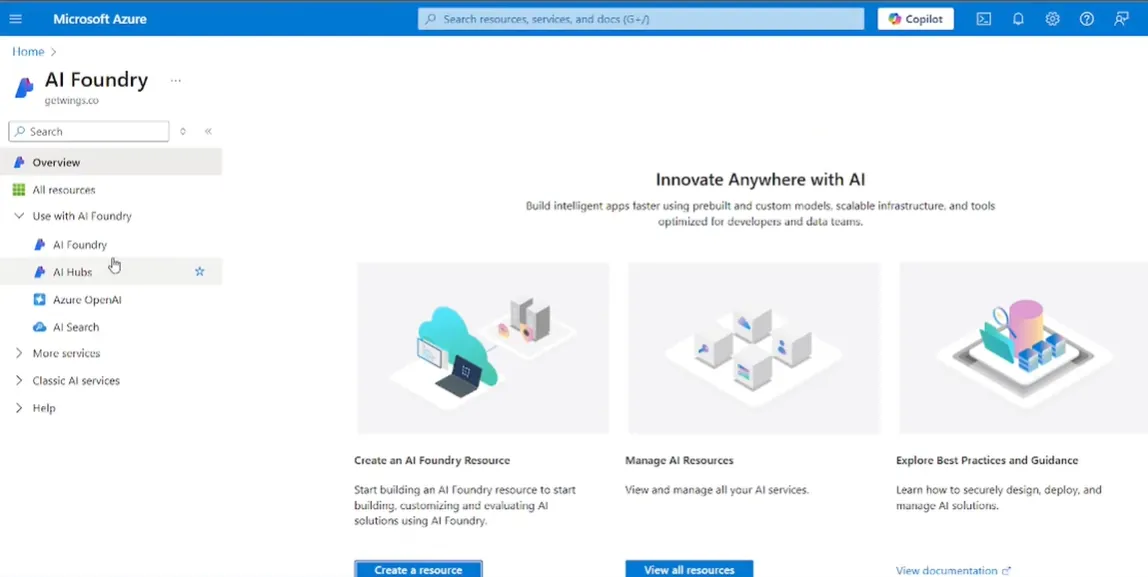 Microsoft Azure
Search resources, services, and docs (G+/)
Copilot
Home
AI Foundry
getwings.co
Search
Overview
All resources
Use with AI Foundry
AI Foundry
AI Hubs
Azure OpenAI
AI Search
More services
Classic AI services
Help
Innovate Anywhere with AI
Build intelligent apps faster using prebuilt and custom models, scalable infrastructure, and tools
optimized for developers and data teams.
Create an AI Foundry Resource
Start building an AI Foundry resource to start
building, customizing and evaluating AI
solutions using AI Foundry.
Create a resource
Manage AI Resources
View and manage all your AI services.
View all resources
Explore Best Practices and Guidance
Learn how to securely design, deploy, and
manage AI solutions.
View documentation